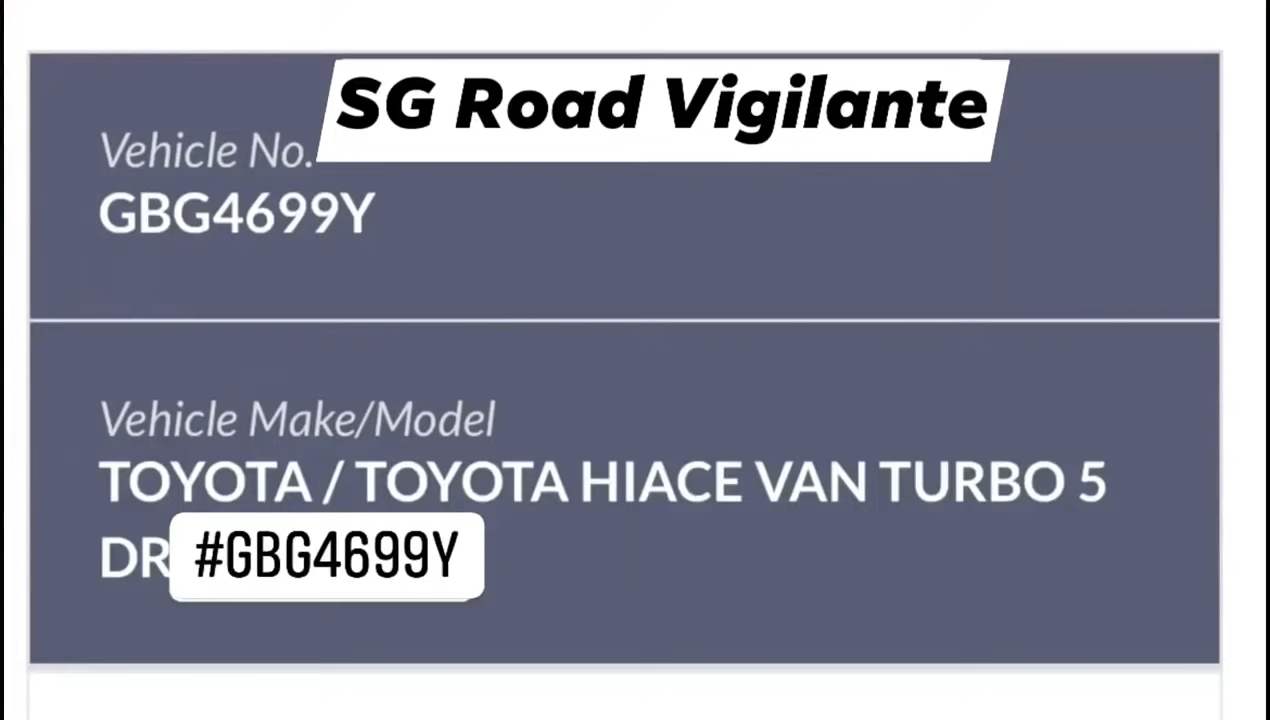 SG Road Vigilante
Vehicle No.
GBG4699Y
Vehicle Make/Model
TOYOTA / TOYOTA HIACE VAN TURBO 5
DR
#GBG4699Y